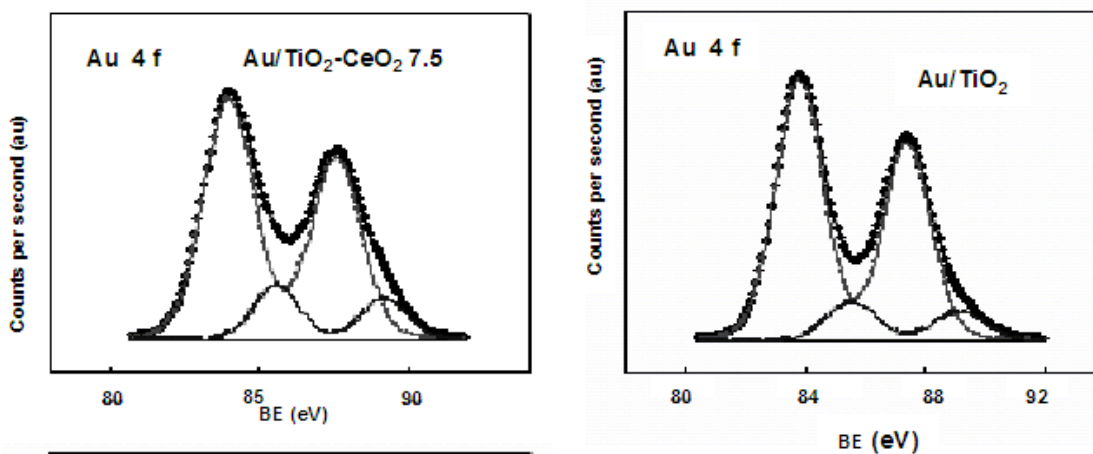 Au 4 f
Au/TiO₂-CeO₂ 7.5
Counts per second (au)
80
85
90
BE (eV)
Au 4 f
Au/TiO₂
Counts per second (au)
80
84
88
92
BE (eV)